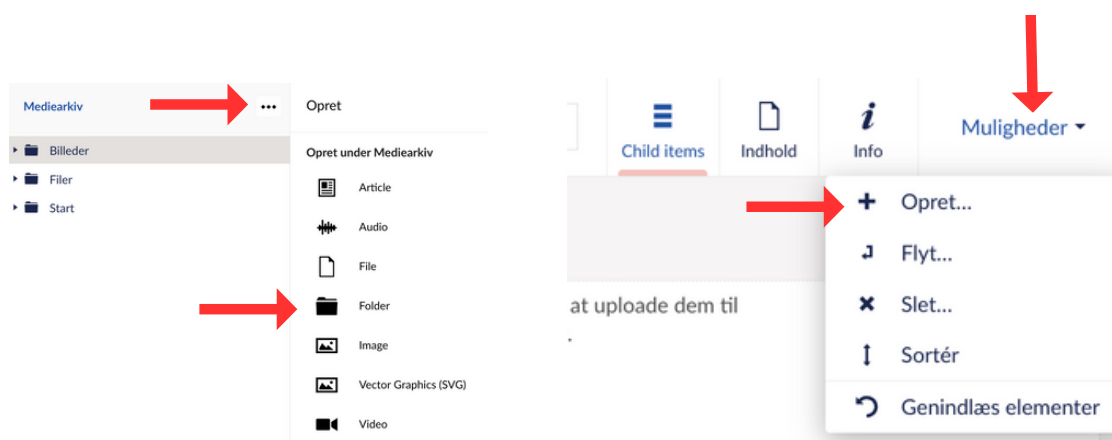 Mediearkiv
Billeder
Filer
Start
Opret
Opret under Mediearkiv
Article
Audio
File
Folder
Image
Vector Graphics (SVG)
Video
Child items
Indhold
Info
Muligheder
Opret...
Flyt...
Slet...
Sortér
Genindlæs elementer
at uploade dem til